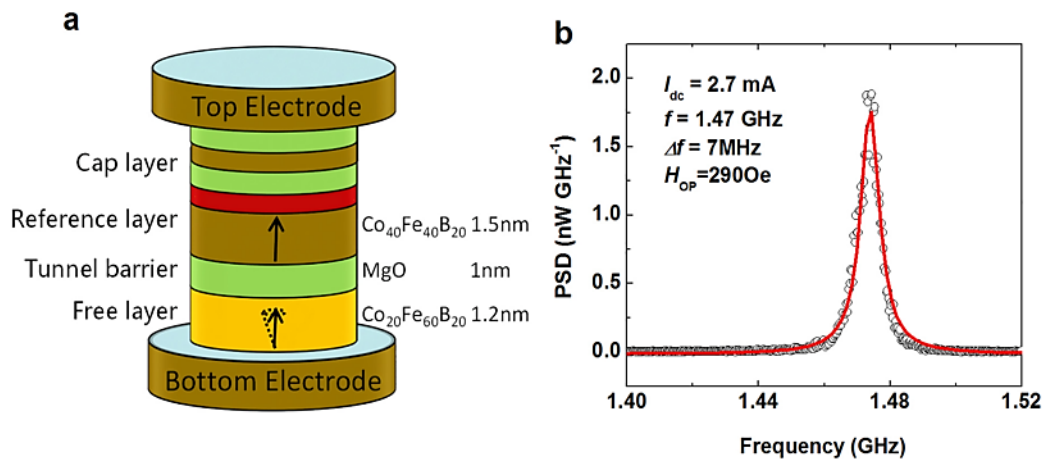 a
Top Electrode
Cap layer
Reference layer
Co40Fe40B20 1.5nm
Tunnel barrier
MgO 1nm
Free layer
Co20Fe60B20 1.2nm
Bottom Electrode
b
PSD (nW GHz-1)
2.0
1.5
1.0
0.5
0.0
Idc = 2.7 mA
f = 1.47 GHz
Δf = 7MHz
HOP=290Oe
1.40 1.44 1.48 1.52
Frequency (GHz)